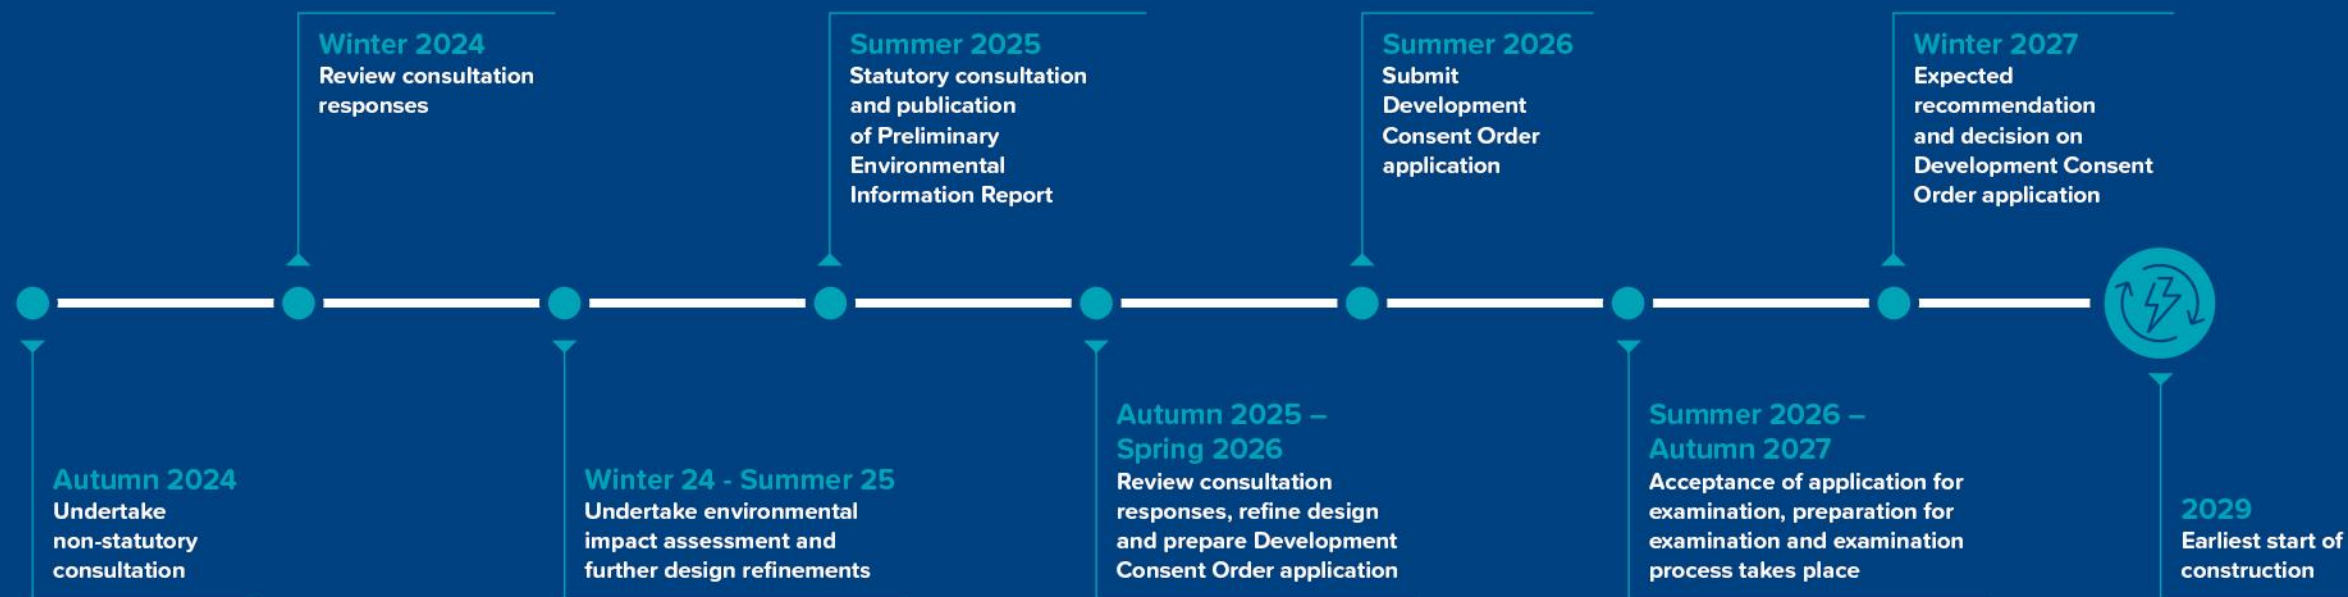 Autumn 2024
Undertake
non-statutory
consultation
Winter 2024
Review consultation
responses
Winter 24 - Summer 25
Undertake environmental
impact assessment and
further design refinements
Summer 2025
Statutory consultation
and publication
of Preliminary
Environmental
Information Report
Autumn 2025 –
Spring 2026
Review consultation
responses, refine design
and prepare Development
Consent Order application
Summer 2026
Submit
Development
Consent Order
application
Summer 2026 –
Autumn 2027
Acceptance of application for
examination, preparation for
examination and examination
process takes place
Winter 2027
Expected
recommendation
and decision on
Development Consent
Order application
2029
Earliest start of
construction